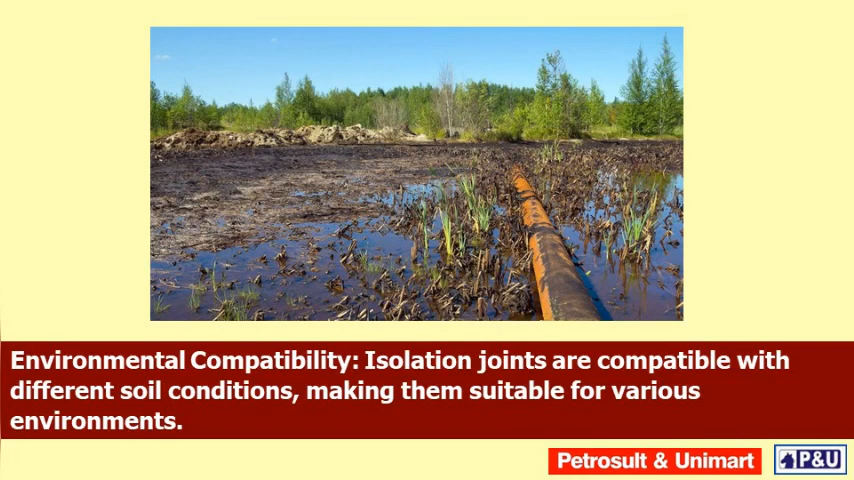 Environmental Compatibility: Isolation joints are compatible with
different soil conditions, making them suitable for various
environments.
Petrosult & Unimart
P&U